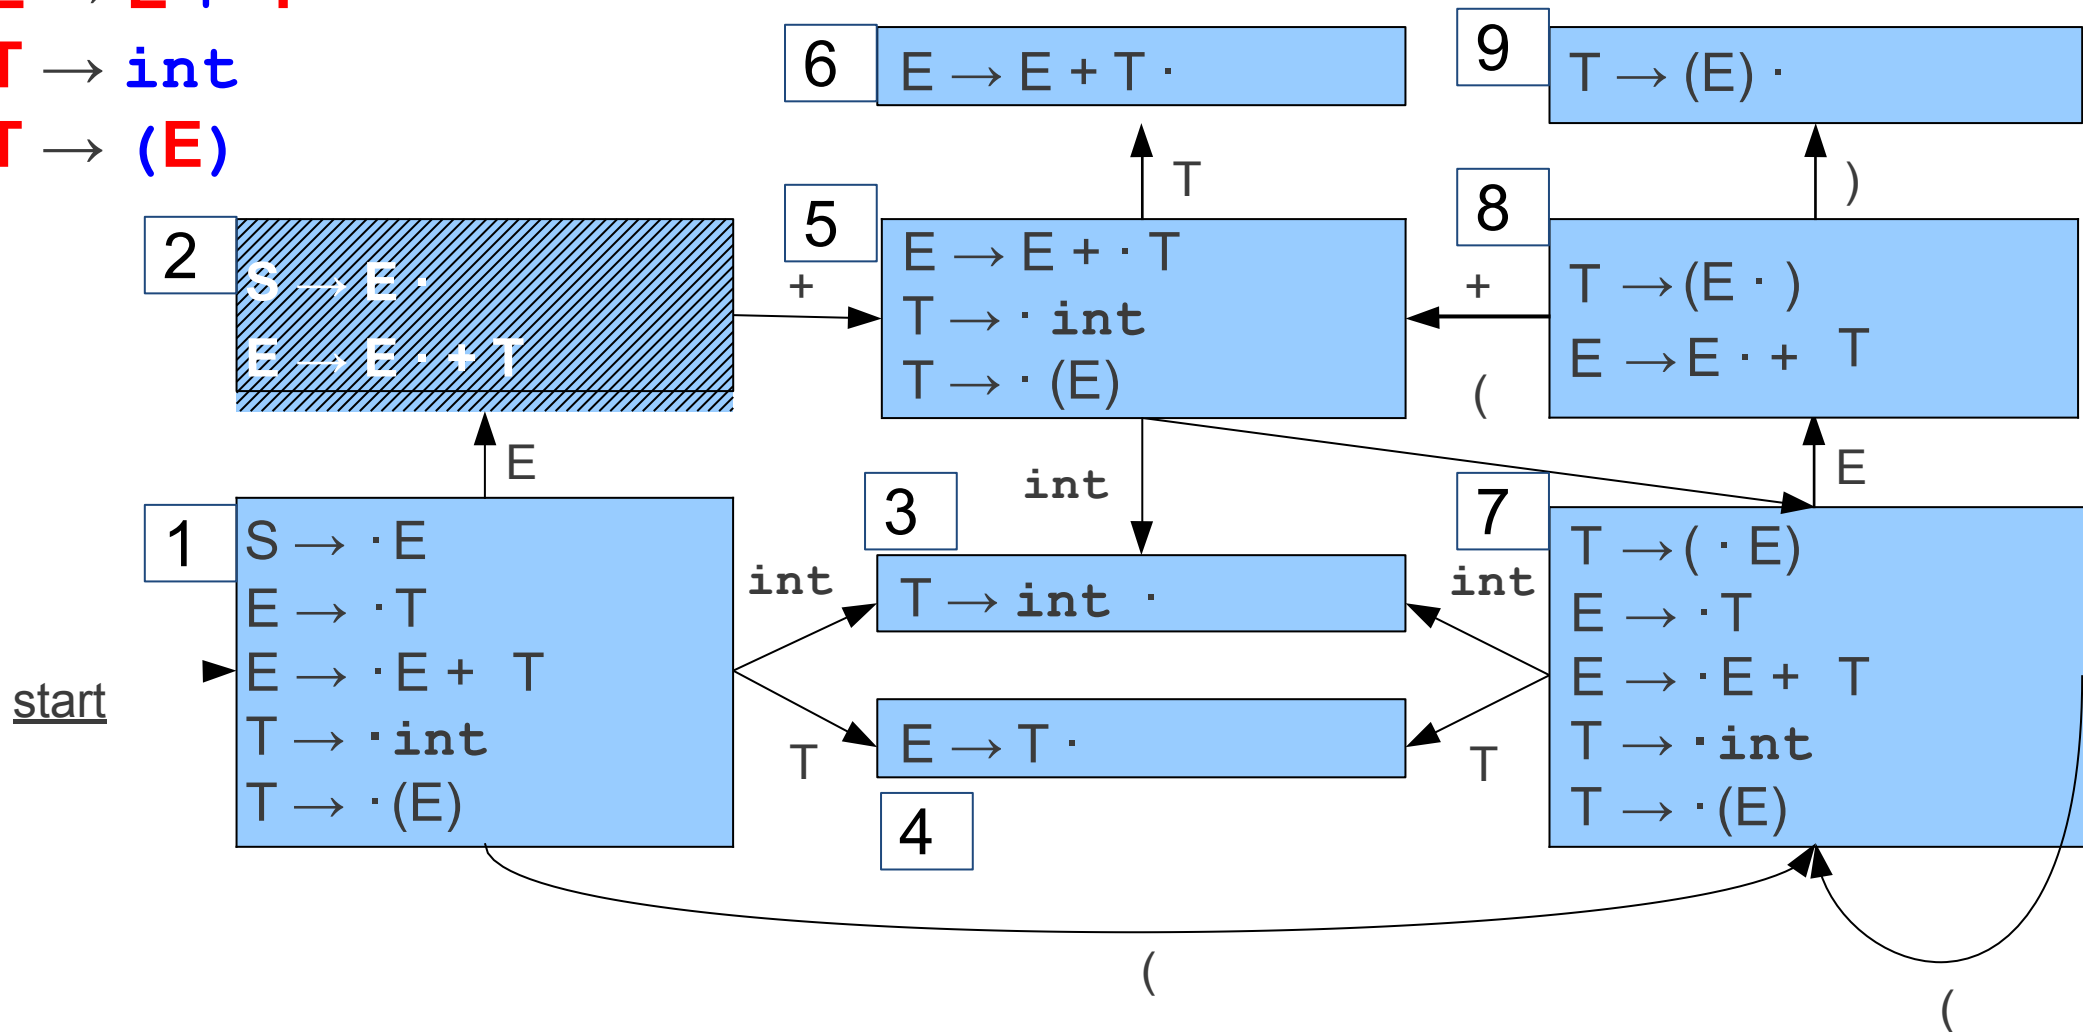 E → E + T
T → int
T → (E)
6
E → E + T ·
9
T → (E) ·
T
)
2
S → E ·
E → E · + T
+
5
E → E + · T
T → · int
T → · (E)
+
(
8
T → (E · )
E → E · + T
E
int
E
1
S → · E
E → · T
E → · E + T
T → · int
T → · (E)
start
int
T
3
T → int ·
E → T ·
4
int
T
7
T → ( · E)
E → · T
E → · E + T
T → · int
T → · (E)
(
(